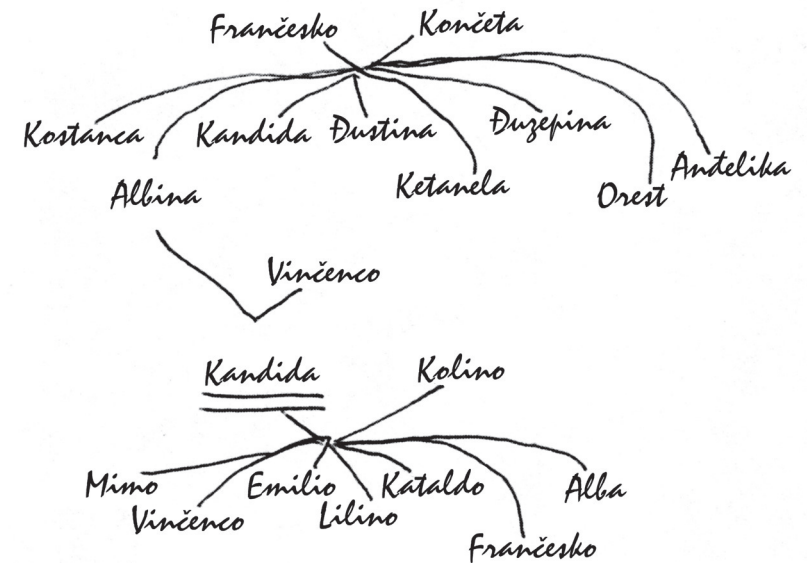 Frančesko Končeta
Kostanca Kandida Đustina Đuzepina
Albina Ketanela Orest Anđelika
Vinčenco
Kandida Kolino
Mimo Emilio Kataldo Alba
Vinčenco Lilino
Frančesko